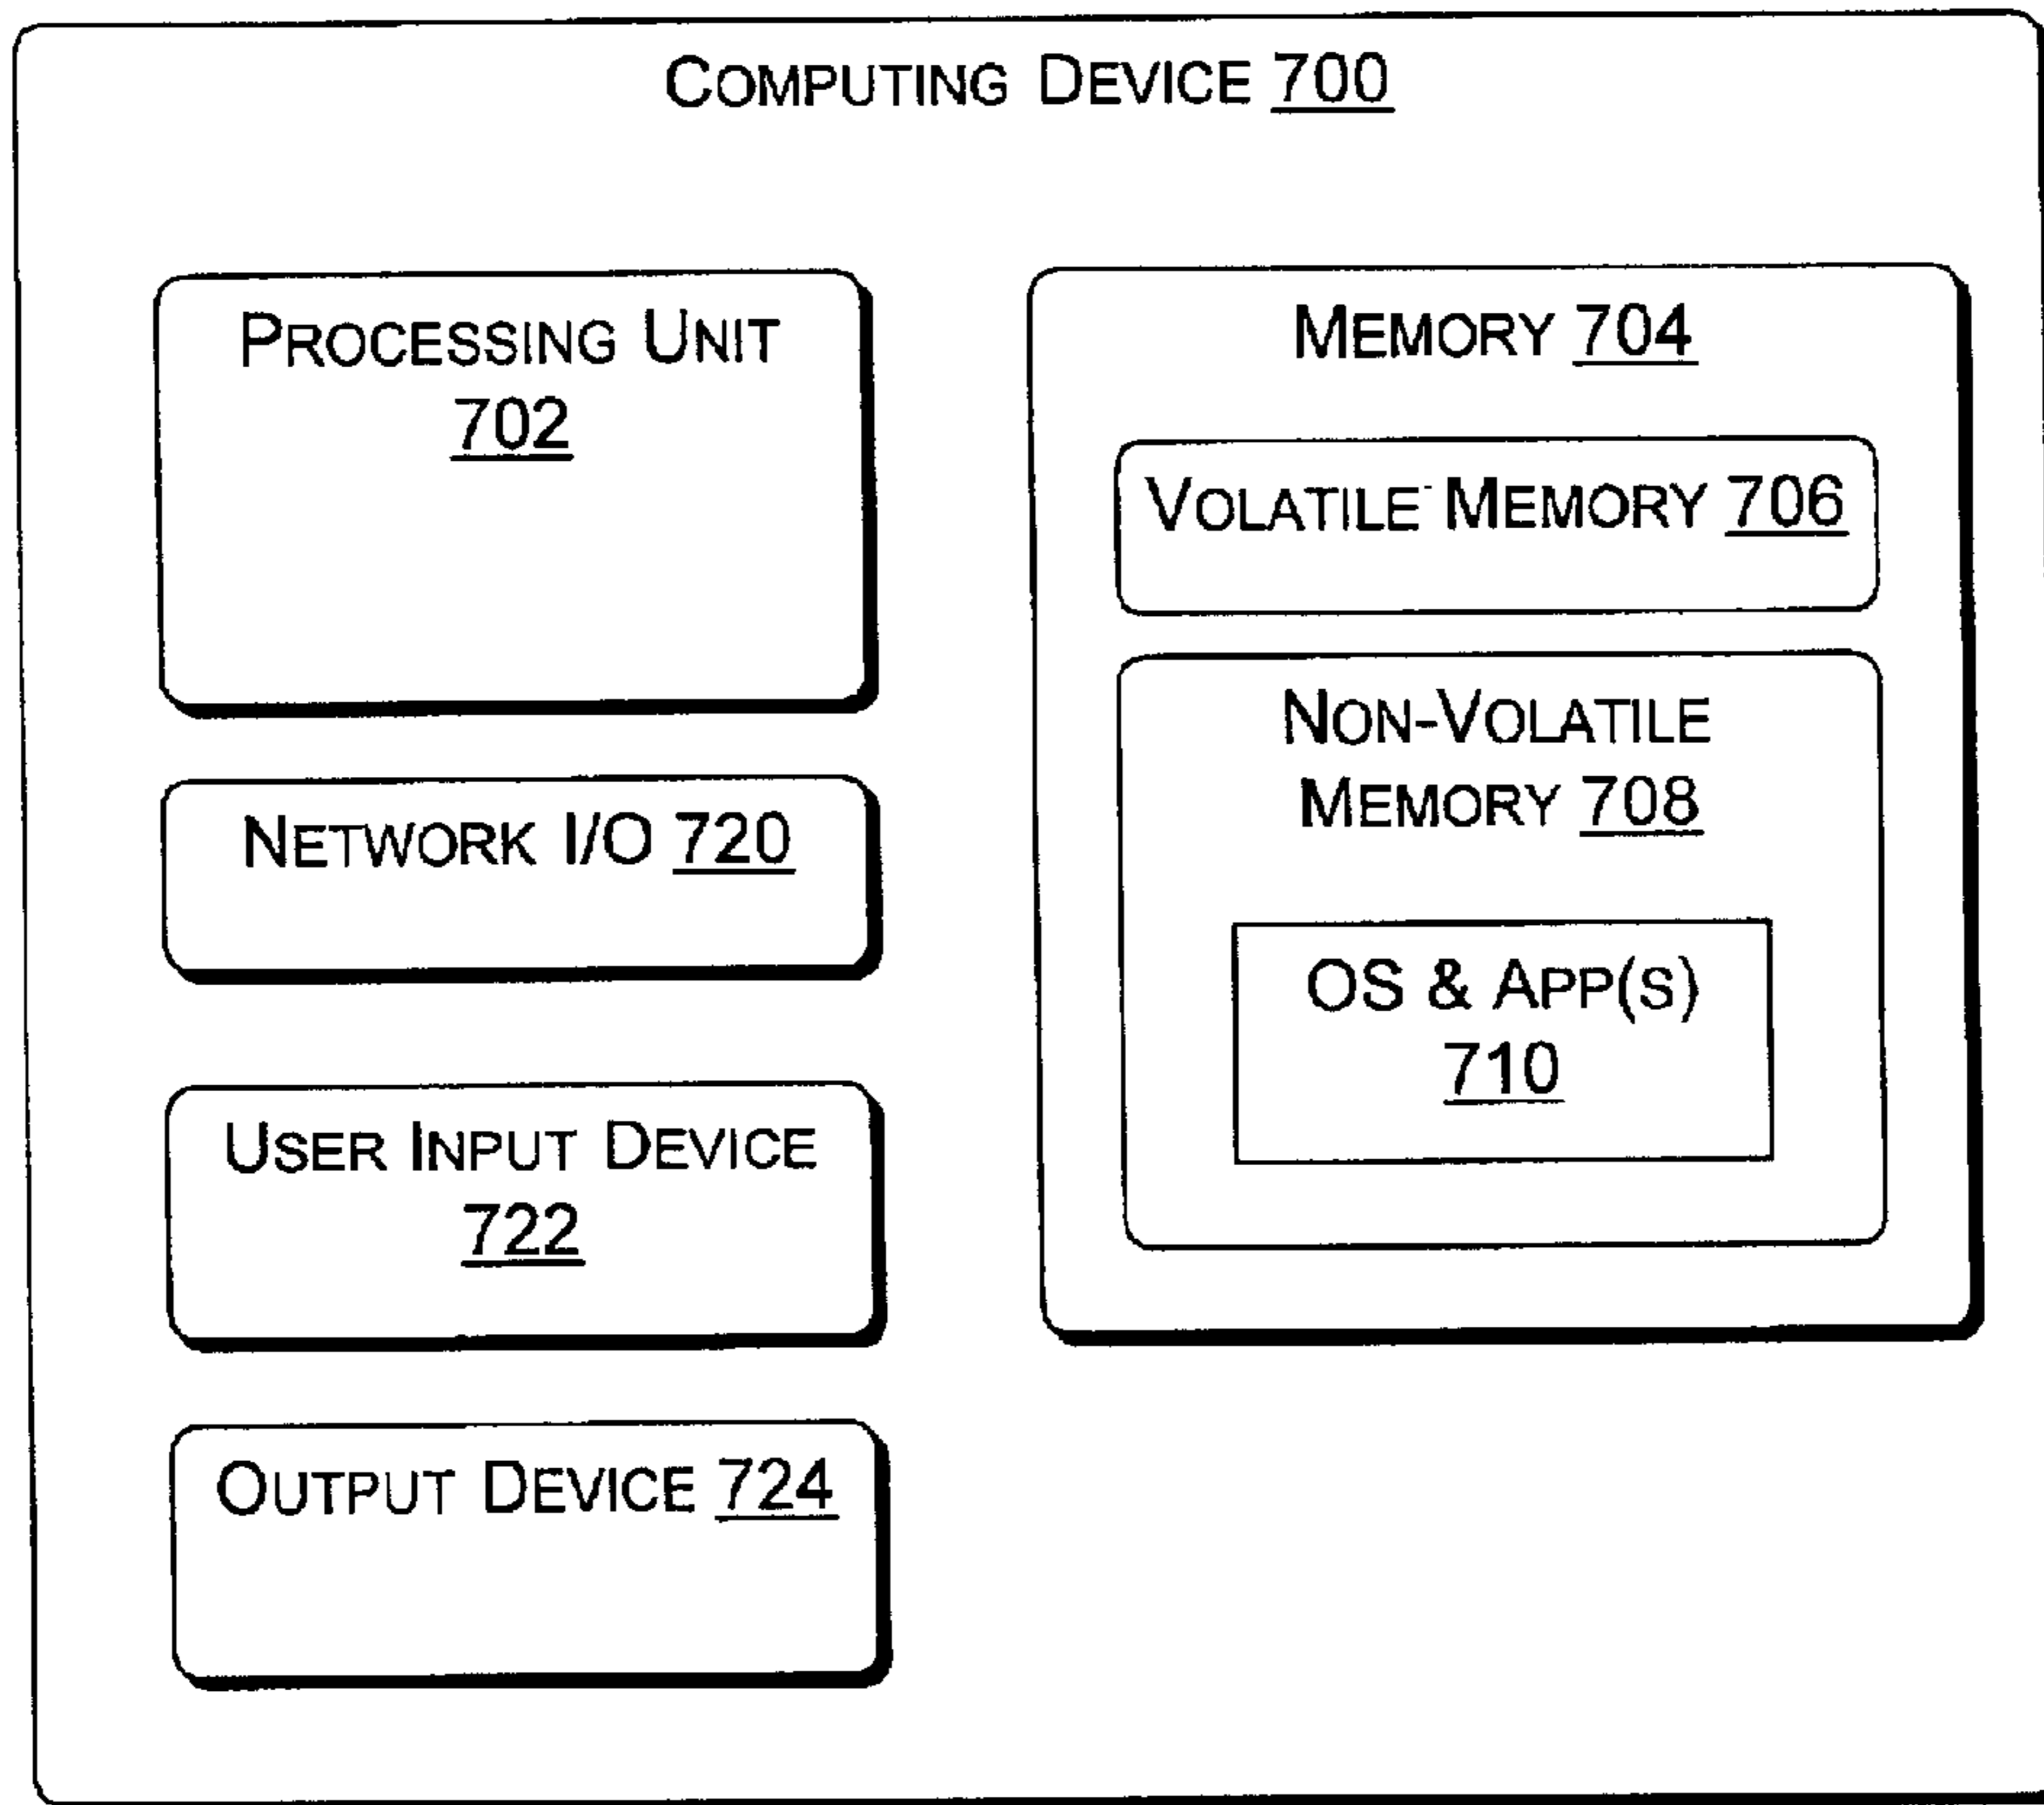 COMPUTING DEVICE 700
PROCESSING UNIT
702
NETWORK I/O 720
USER INPUT DEVICE
722
OUTPUT DEVICE 724
MEMORY 704
VOLATILE MEMORY 706
NON-VOLATILE
MEMORY 708
OS & APP(S)
710